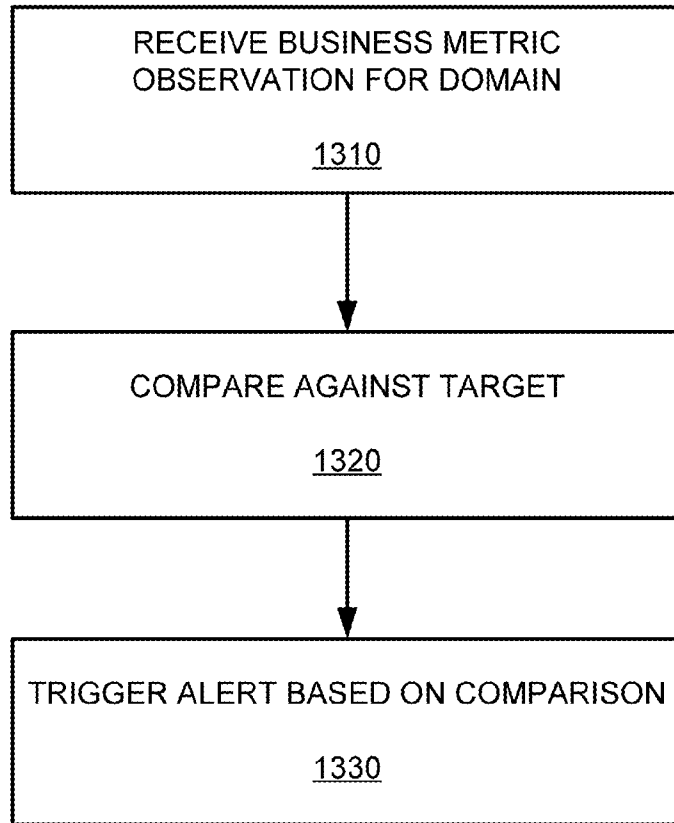 RECEIVE BUSINESS METRIC
OBSERVATION FOR DOMAIN
1310
COMPARE AGAINST TARGET
1320
TRIGGER ALERT BASED ON COMPARISON
1330